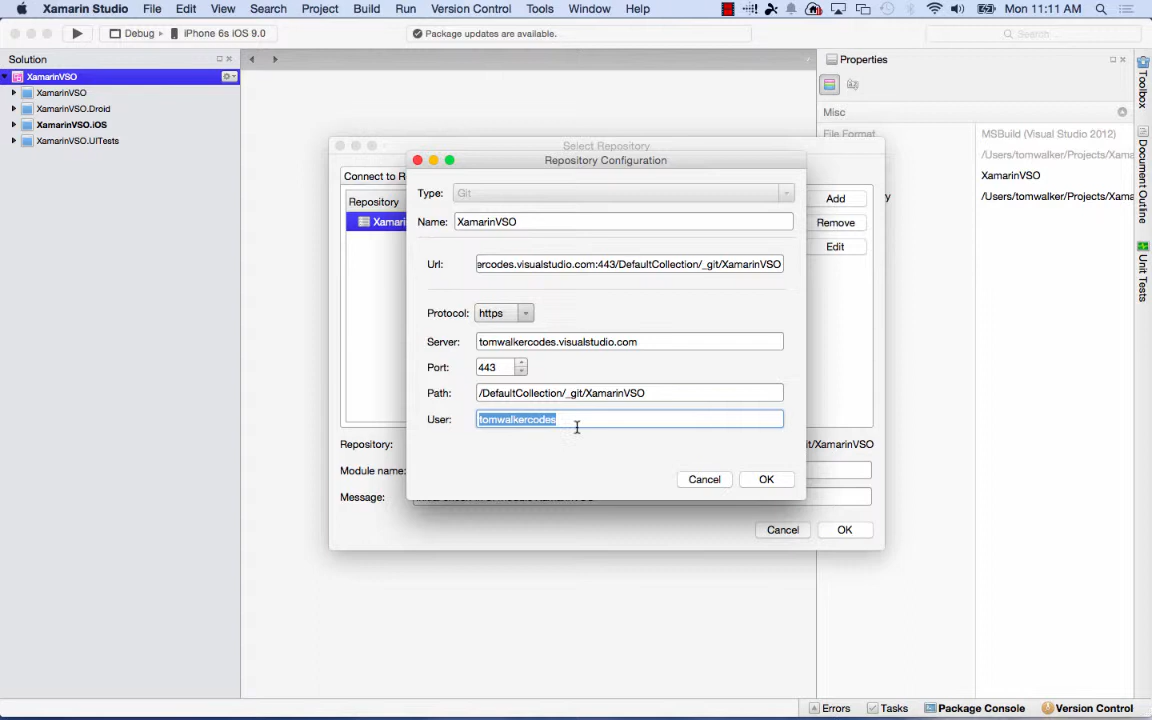 Xamarin Studio File Edit View Search Project Build Run Version Control Tools Window Help Mon 11:11 AM
Debug iPhone 6s iOS 9.0 Package updates are available. Search...
Solution
XamarinVSO
XamarinVSO
XamarinVSO.Droid
XamarinVSO.iOS
XamarinVSO.UITests
Select Repository
Connect to R
Repository
Xamari
Add
Remove
Edit
y
Repository: it/XamarinVSO
Module name:
Message:
Cancel OK
Repository Configuration
Type: Git
Name: XamarinVSO
Url: ercodes.visualstudio.com:443/DefaultCollection/_git/XamarinVSO
Protocol: https
Server: tomwalkercodes.visualstudio.com
Port: 443
Path: /DefaultCollection/_git/XamarinVSO
User: tomwalkercodes
Cancel OK
Properties
Misc
File Format MSBuild (Visual Studio 2012)
/Users/tomwalker/Projects/Xama
XamarinVSO
/Users/tomwalker/Projects/Xama
Toolbox
Document Outline
Unit Tests
Errors Tasks Package Console Version Control